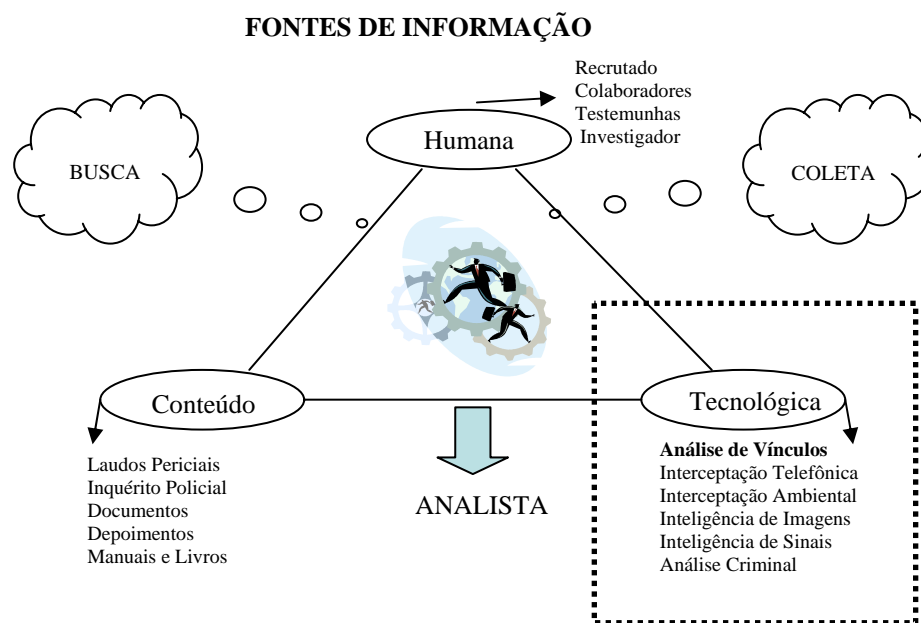 FONTES DE INFORMAÇÃO
Recrutado
Colaboradores
Testemunhas
Investigador
Humana
BUSCA
COLETA
Conteúdo
Tecnológica
Laudos Periciais
Inquérito Policial
Documentos
Depoimentos
Manuais e Livros
ANALISTA
Análise de Vínculos
Interceptação Telefônica
Interceptação Ambiental
Inteligência de Imagens
Inteligência de Sinais
Análise Criminal